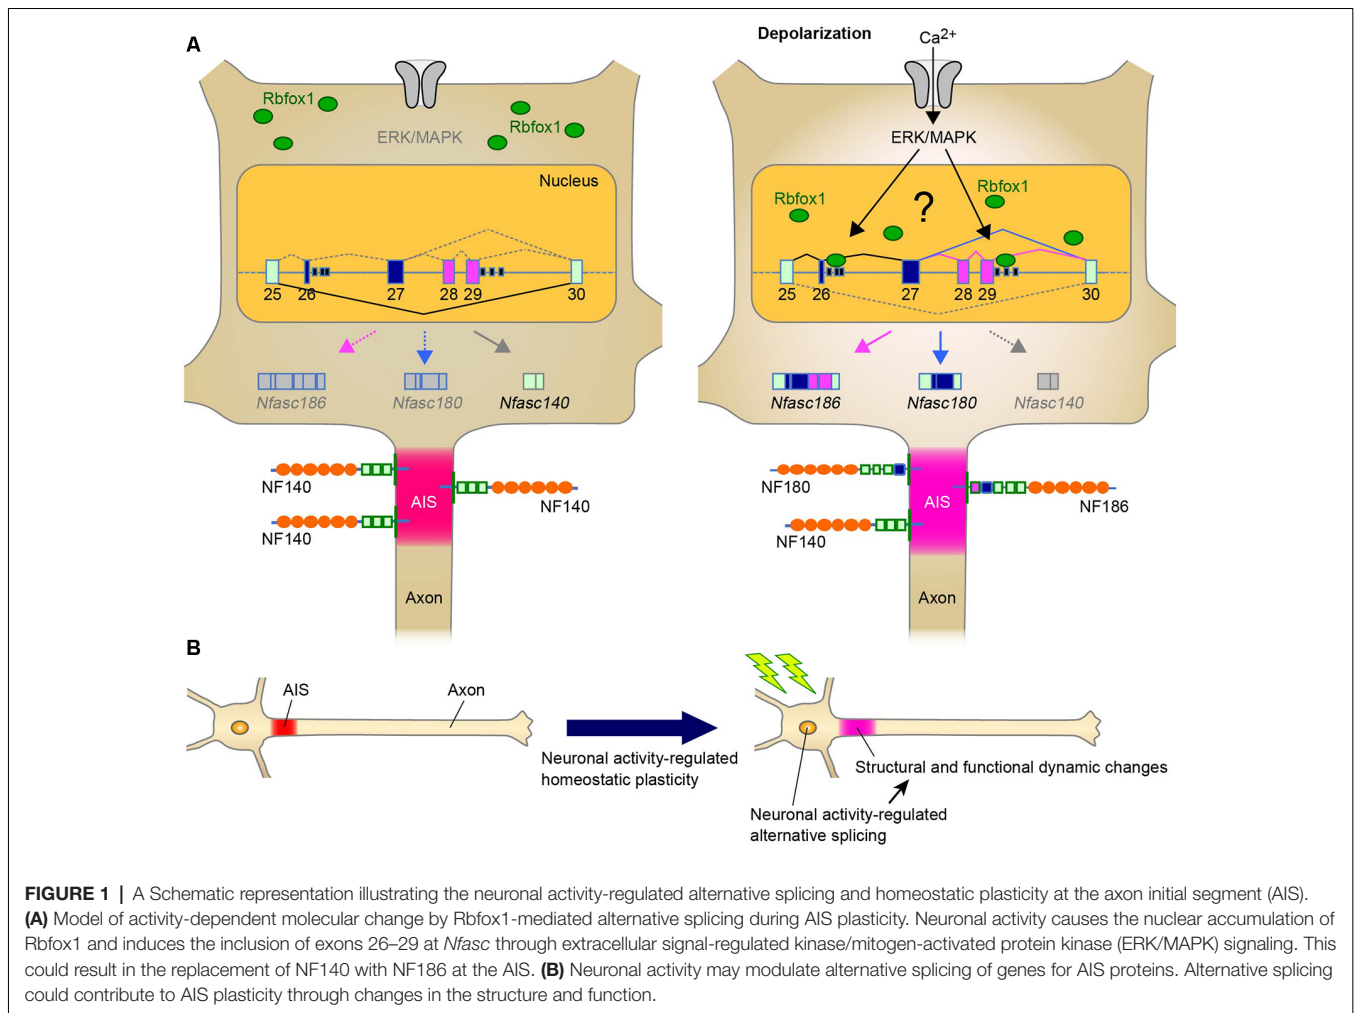 A
Rbfox1
Rbfox1
ERK/MAPK
Nucleus
25 26 27 28 29 30
Nfasc186 Nfasc180 Nfasc140
NF140
NF140
NF140
AIS
Axon
Depolarization
Ca2+
ERK/MAPK
Rbfox1
Rbfox1
?
25 26 27 28 29 30
Nfasc186 Nfasc180 Nfasc140
NF180
NF186
NF140
AIS
Axon
B
AIS
Axon
Neuronal activity-regulated
homeostatic plasticity
Structural and functional dynamic changes
Neuronal activity-regulated
alternative splicing
FIGURE 1 | A Schematic representation illustrating the neuronal activity-regulated alternative splicing and homeostatic plasticity at the axon initial segment (AIS).
(A) Model of activity-dependent molecular change by Rbfox1-mediated alternative splicing during AIS plasticity. Neuronal activity causes the nuclear accumulation of
Rbfox1 and induces the inclusion of exons 26–29 at Nfasc through extracellular signal-regulated kinase/mitogen-activated protein kinase (ERK/MAPK) signaling. This
could result in the replacement of NF140 with NF186 at the AIS. (B) Neuronal activity may modulate alternative splicing of genes for AIS proteins. Alternative splicing
could contribute to AIS plasticity through changes in the structure and function.